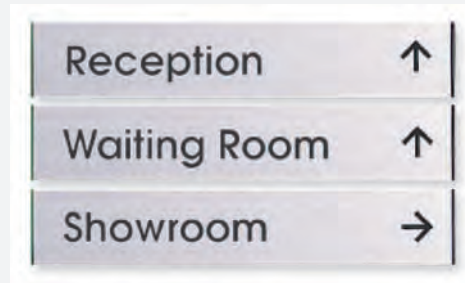 Reception ↑
Waiting Room ↑
Showroom →